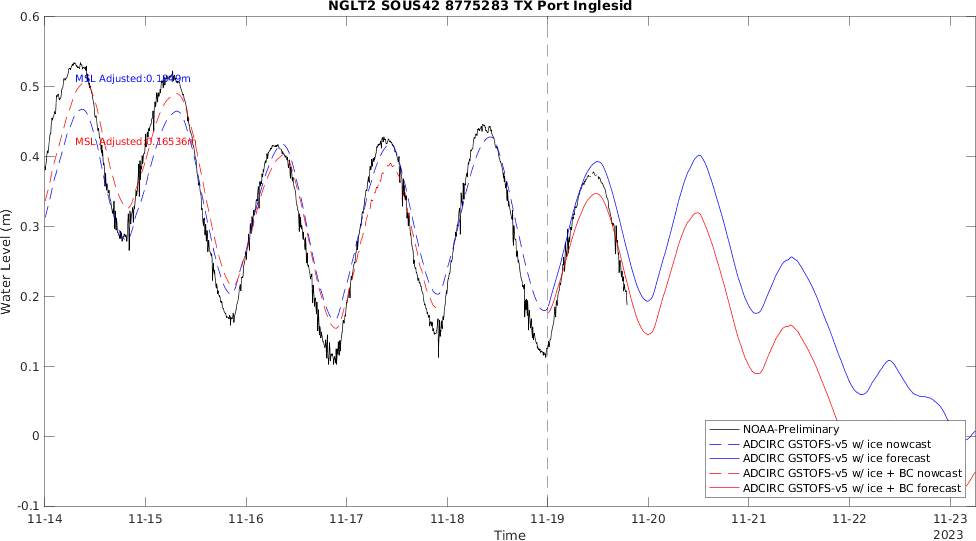 NGLT2 SOUS42 8775283 TX Port Inglesid
0.6
0.5
0.4
0.3
0.2
0.1
0
-0.1
Water Level (m)
MSL Adjusted:
MSL Adjusted:0.16536m
NOAA-Preliminary
ADCIRC GSTOFS-v5 w/ ice nowcast
ADCIRC GSTOFS-v5 w/ ice forecast
ADCIRC GSTOFS-v5 w/ ice + BC nowcast
ADCIRC GSTOFS-v5 w/ ice + BC forecast
11-14 11-15 11-16 11-17 11-18 11-19 11-20 11-21 11-22 11-23
Time
2023